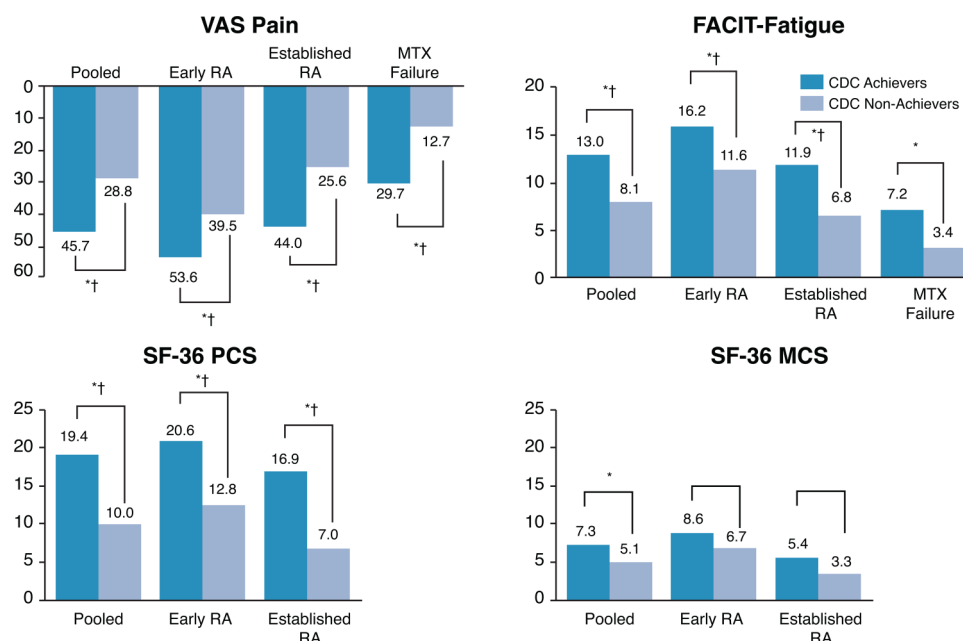 VAS Pain
Pooled
Early RA
Established
RA
MTX
Failure
0
10
20
30
40
50
60
45.7
28.8
*†
53.6
39.5
*†
44.0
25.6
*†
29.7
12.7
*†
FACIT-Fatigue
CDC Achievers
CDC Non-Achievers
20
15
10
5
0
*†
13.0
8.1
*†
16.2
11.6
*†
11.9
6.8
*
7.2
3.4
Pooled
Early RA
Established
RA
MTX
Failure
SF-36 PCS
25
20
15
10
5
0
*†
19.4
10.0
*†
20.6
12.8
*†
16.9
7.0
Pooled
Early RA
Established
RA
SF-36 MCS
25
20
15
10
5
0
*
7.3
5.1
8.6
6.7
5.4
3.3
Pooled
Early RA
Established
RA